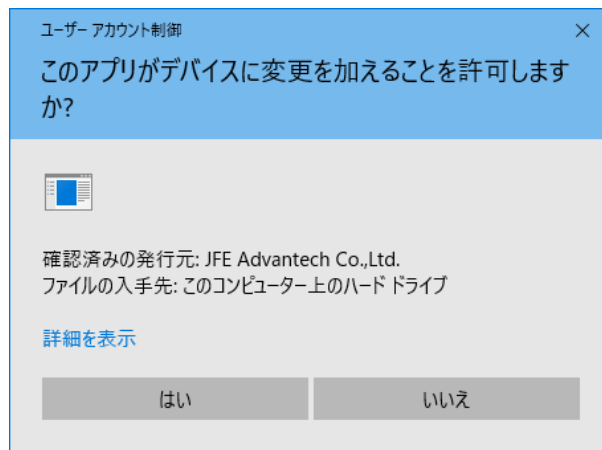 ユーザー アカウント制御
このアプリがデバイスに変更を加えることを許可します
か?
確認済みの発行元: JFE Advantech Co.,Ltd.
ファイルの入手先: このコンピューター上のハード ドライブ
詳細を表示
はい
いいえ